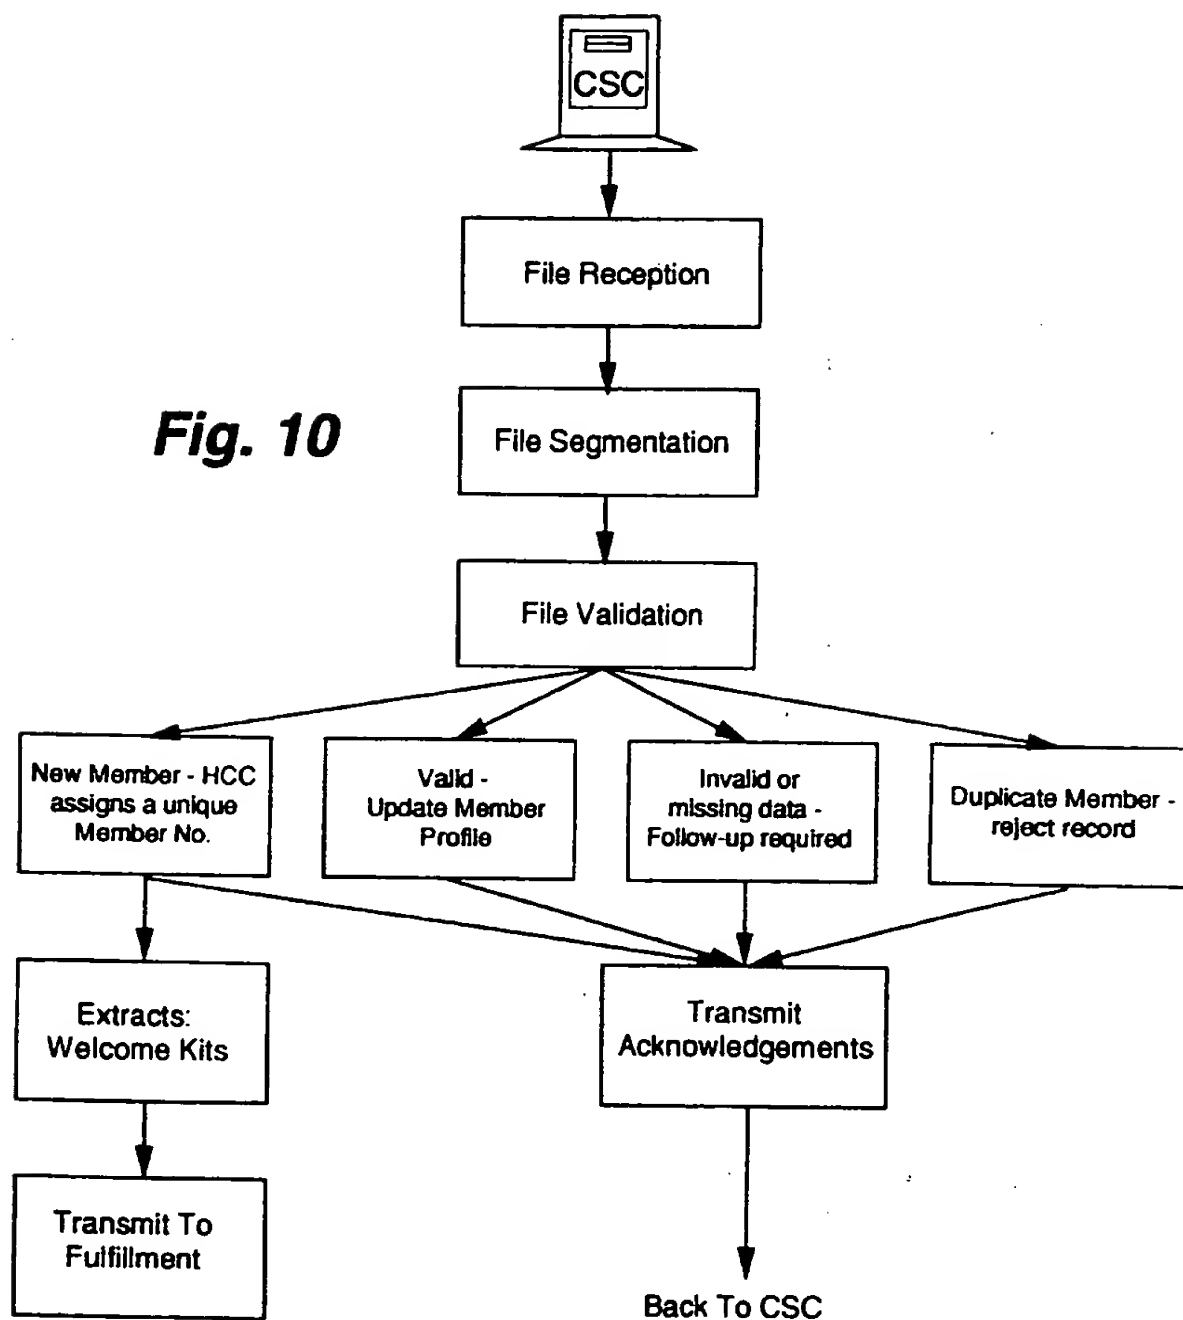 CSC
File Reception
Fig. 10
File Segmentation
File Validation
New Member - HCC
assigns a unique
Member No.
Valid -
Update Member
Profile
Invalid or
missing data -
Follow-up required
Duplicate Member -
reject record
Extracts:
Welcome Kits
Transmit
Acknowledgements
Transmit To
Fulfillment
Back To CSC